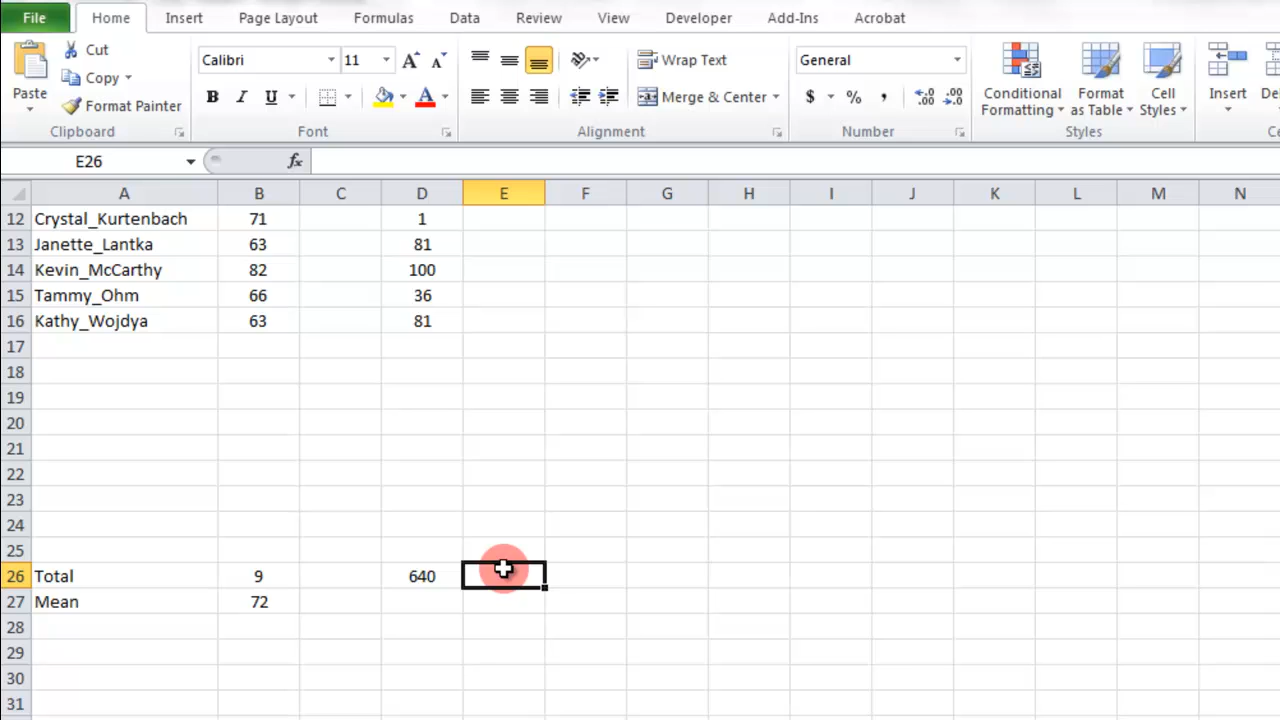 File Home Insert Page Layout Formulas Data Review View Developer Add-Ins Acrobat
Paste Cut Copy Format Painter Clipboard
Calibri 11 A A B I U A Font
Wrap Text Merge & Center Alignment
General $ % , .00 .00 Number
Conditional Formatting Format as Table Cell Styles Styles
Insert
E26 fx
A B C D E F G H I J K L M N
12 Crystal_Kurtenbach 71 1
13 Janette_Lantka 63 81
14 Kevin_McCarthy 82 100
15 Tammy_Ohm 66 36
16 Kathy_Wojdya 63 81
17
18
19
20
21
22
23
24
25
26 Total 9 640
27 Mean 72
28
29
30
31